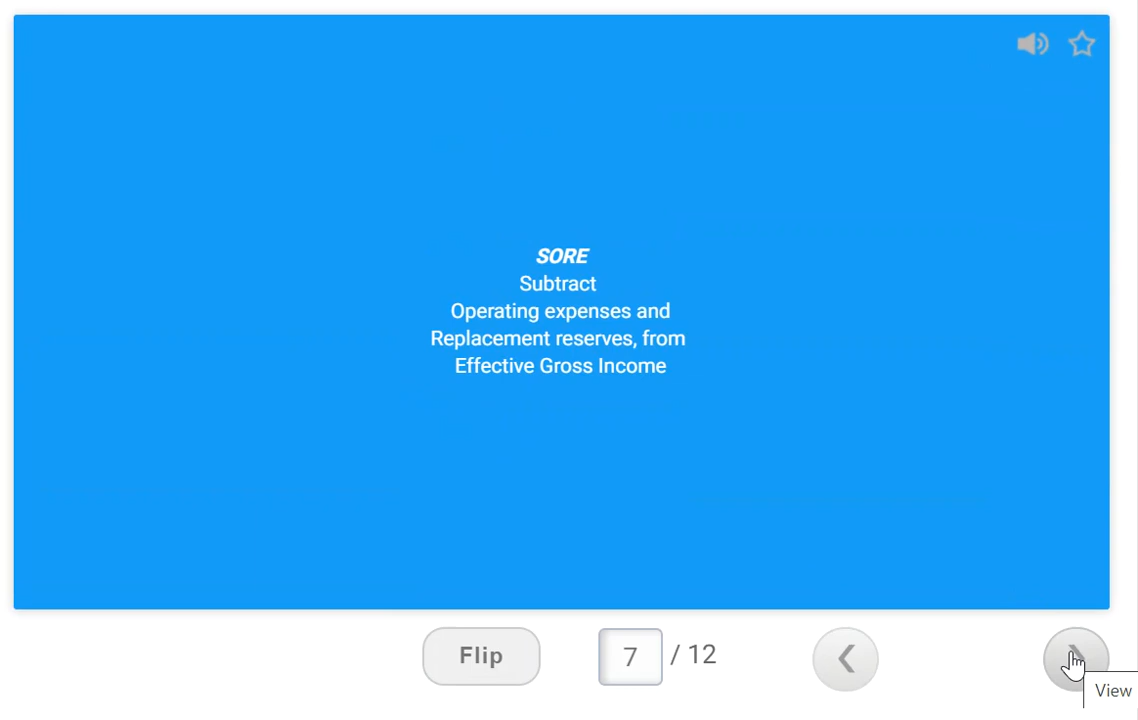 SORE
Subtract
Operating expenses and
Replacement reserves, from
Effective Gross Income
Flip
7 / 12
View